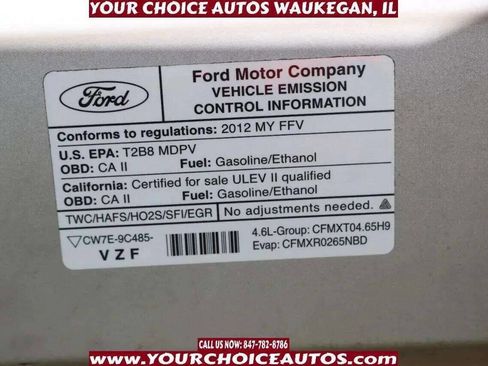 YOUR CHOICE AUTOS WAUKEGAN, IL
Ford
Ford Motor Company
VEHICLE EMISSION
CONTROL INFORMATION
Conforms to regulations: 2012 MY FFV
U.S. EPA: T2B8 MDPV
OBD: CA II Fuel: Gasoline/Ethanol
California: Certified for sale ULEV II qualified
OBD: CA II Fuel: Gasoline/Ethanol
TWC/HAFS/HO2S/SFI/EGR No adjustments needed.
CW7E-9C485-
VZF
4.6L-Group: CFMXT04.65H9
Evap: CFMXR0265NBD
CALL US NOW: 847-782-8786
WWW.YOURCHOICEAUTOS.COM